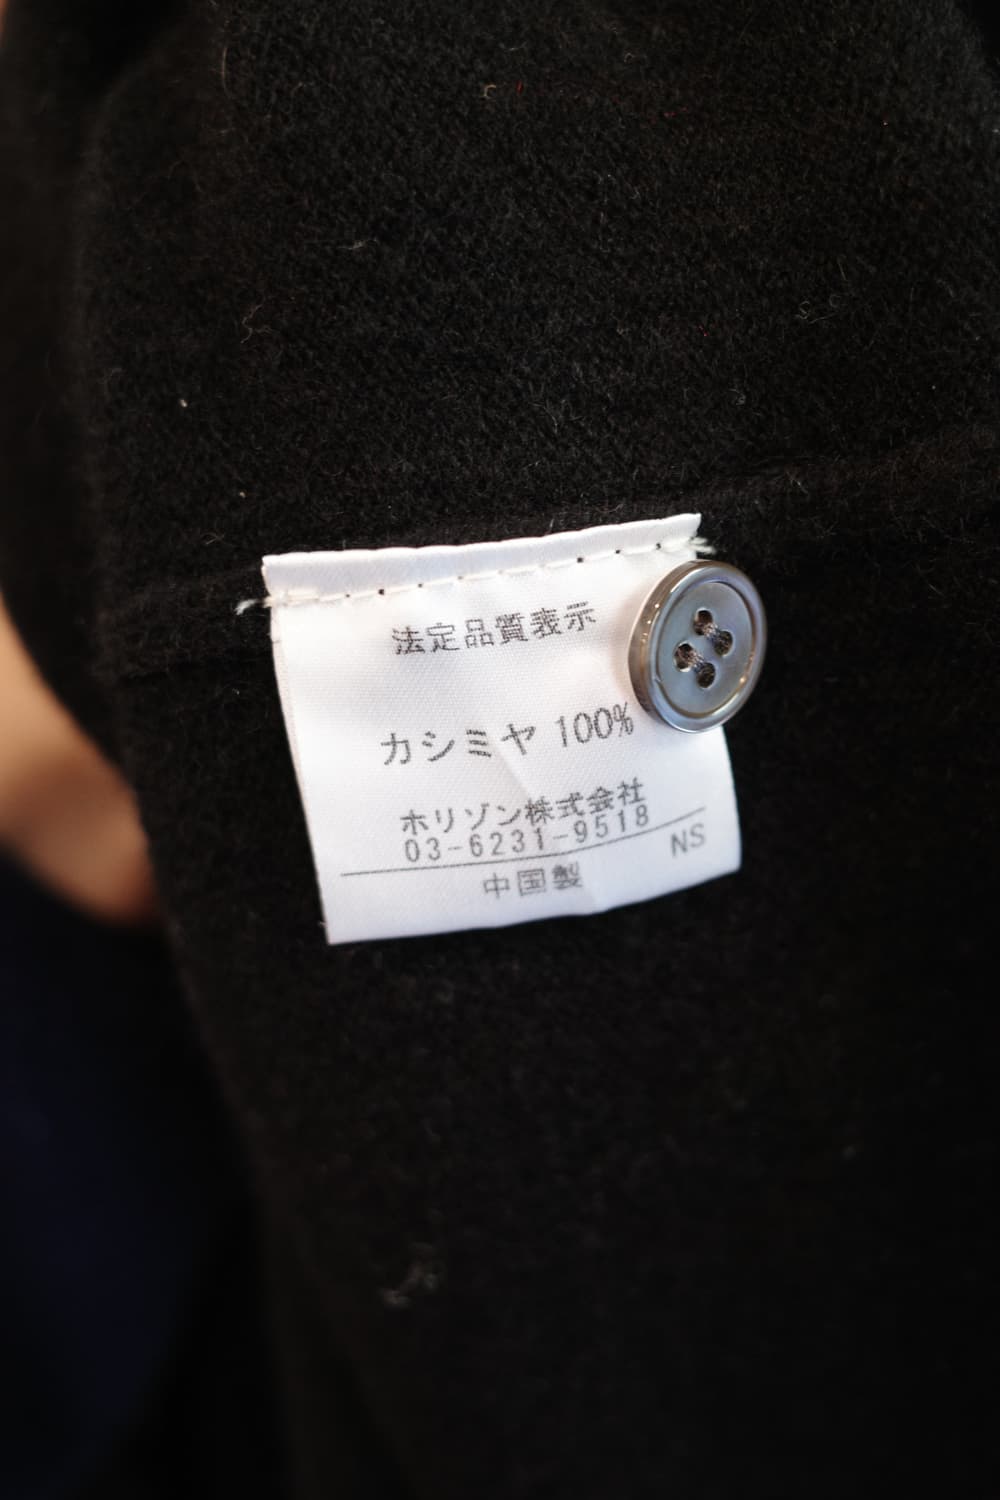 法定品質表示
カシミヤ 100%
ホリゾン株式会社
03-6231-9518
NS
中国製